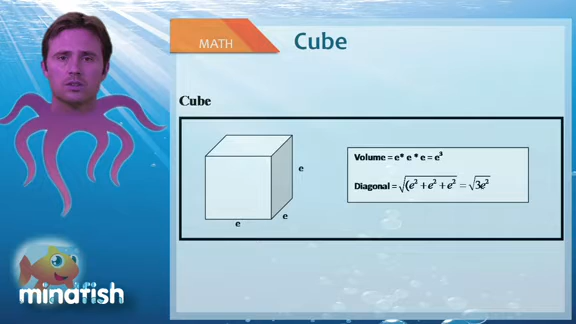 MATH
Cube
Cube
Volume = e* e * e = e³
Diagonal = √(e² + e² + e² = √3e²
e
e
e
minafish